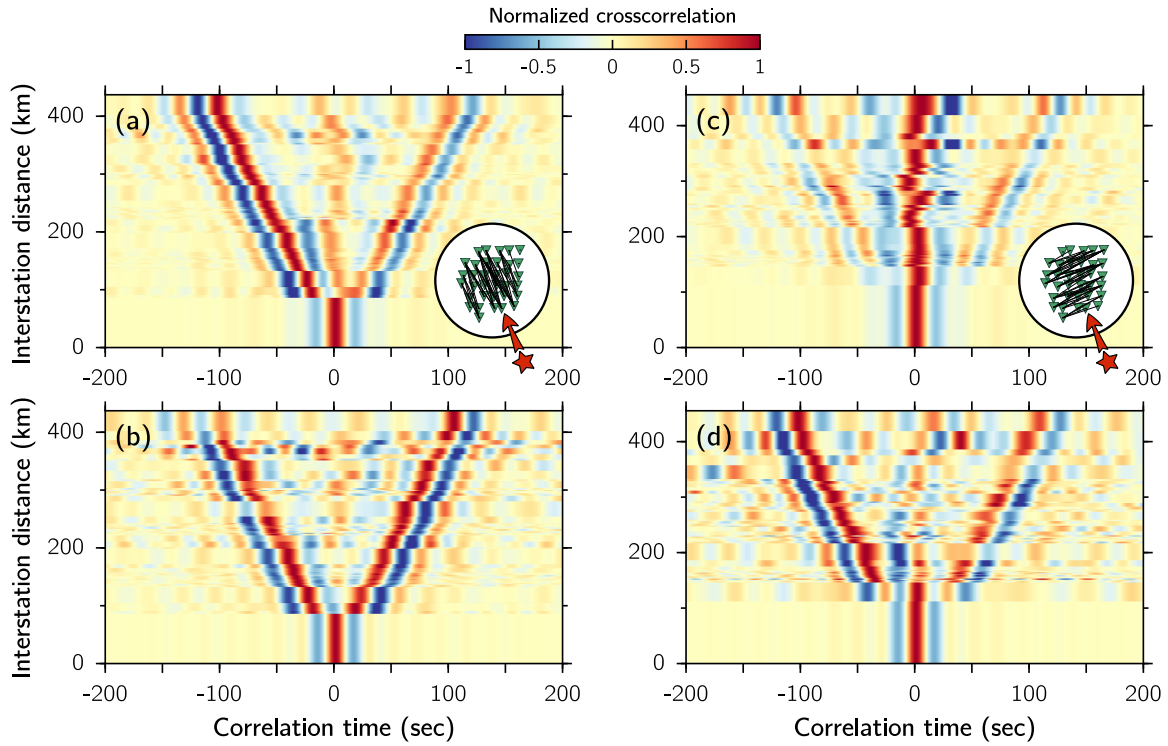 Normalized crosscorrelation
-1 -0.5 0 0.5 1
(a)
Interstation distance (km)
400
200
0
-200 -100 0 100 200
(c)
400
200
0
-200 -100 0 100 200
(b)
Interstation distance (km)
400
200
0
-200 -100 0 100 200
Correlation time (sec)
(d)
400
200
0
-200 -100 0 100 200
Correlation time (sec)